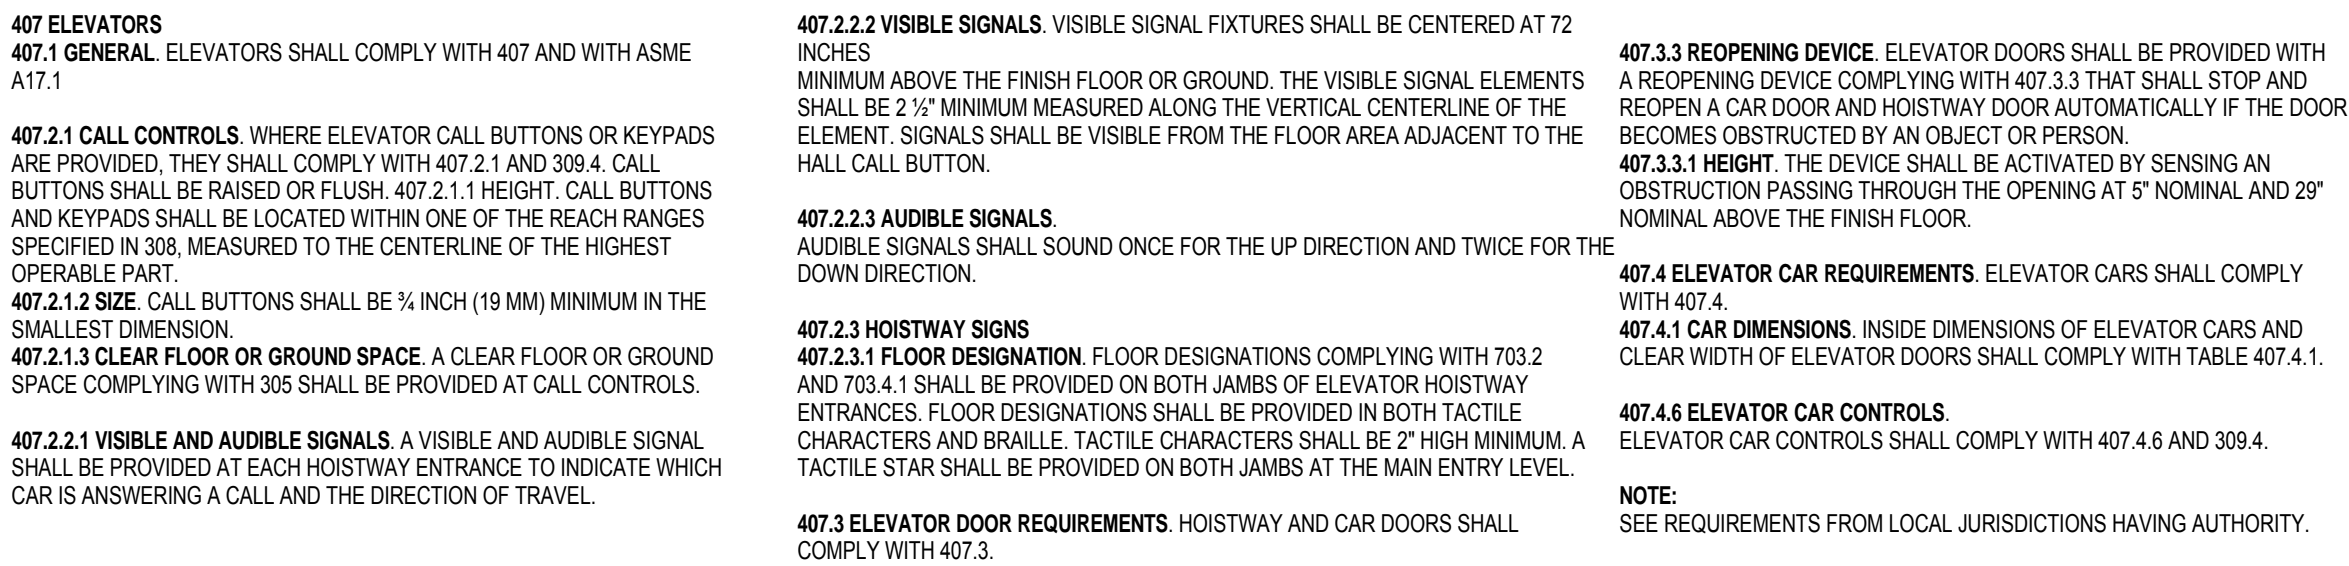 407 ELEVATORS
407.1 GENERAL. ELEVATORS SHALL COMPLY WITH 407 AND WITH ASME
A17.1
407.2.1 CALL CONTROLS. WHERE ELEVATOR CALL BUTTONS OR KEYPADS
ARE PROVIDED, THEY SHALL COMPLY WITH 407.2.1 AND 309.4. CALL
BUTTONS SHALL BE RAISED OR FLUSH. 407.2.1.1 HEIGHT. CALL BUTTONS
AND KEYPADS SHALL BE LOCATED WITHIN ONE OF THE REACH RANGES
SPECIFIED IN 308, MEASURED TO THE CENTERLINE OF THE HIGHEST
OPERABLE PART.
407.2.1.2 SIZE. CALL BUTTONS SHALL BE ¾ INCH (19 MM) MINIMUM IN THE
SMALLEST DIMENSION.
407.2.1.3 CLEAR FLOOR OR GROUND SPACE. A CLEAR FLOOR OR GROUND
SPACE COMPLYING WITH 305 SHALL BE PROVIDED AT CALL CONTROLS.
407.2.2.1 VISIBLE AND AUDIBLE SIGNALS. A VISIBLE AND AUDIBLE SIGNAL
SHALL BE PROVIDED AT EACH HOISTWAY ENTRANCE TO INDICATE WHICH
CAR IS ANSWERING A CALL AND THE DIRECTION OF TRAVEL.
407.2.2.2 VISIBLE SIGNALS. VISIBLE SIGNAL FIXTURES SHALL BE CENTERED AT 72
INCHES
MINIMUM ABOVE THE FINISH FLOOR OR GROUND. THE VISIBLE SIGNAL ELEMENTS
SHALL BE 2 ½" MINIMUM MEASURED ALONG THE VERTICAL CENTERLINE OF THE
ELEMENT. SIGNALS SHALL BE VISIBLE FROM THE FLOOR AREA ADJACENT TO THE
HALL CALL BUTTON.
407.2.2.3 AUDIBLE SIGNALS.
AUDIBLE SIGNALS SHALL SOUND ONCE FOR THE UP DIRECTION AND TWICE FOR THE
DOWN DIRECTION.
407.2.3 HOISTWAY SIGNS
407.2.3.1 FLOOR DESIGNATION. FLOOR DESIGNATIONS COMPLYING WITH 703.2
AND 703.4.1 SHALL BE PROVIDED ON BOTH JAMBS OF ELEVATOR HOISTWAY
ENTRANCES. FLOOR DESIGNATIONS SHALL BE PROVIDED IN BOTH TACTILE
CHARACTERS AND BRAILLE. TACTILE CHARACTERS SHALL BE 2" HIGH MINIMUM. A
TACTILE STAR SHALL BE PROVIDED ON BOTH JAMBS AT THE MAIN ENTRY LEVEL.
407.3 ELEVATOR DOOR REQUIREMENTS. HOISTWAY AND CAR DOORS SHALL
COMPLY WITH 407.3.
407.3.3 REOPENING DEVICE. ELEVATOR DOORS SHALL BE PROVIDED WITH
A REOPENING DEVICE COMPLYING WITH 407.3.3 THAT SHALL STOP AND
REOPEN A CAR DOOR AND HOISTWAY DOOR AUTOMATICALLY IF THE DOOR
BECOMES OBSTRUCTED BY AN OBJECT OR PERSON.
407.3.3.1 HEIGHT. THE DEVICE SHALL BE ACTIVATED BY SENSING AN
OBSTRUCTION PASSING THROUGH THE OPENING AT 5" NOMINAL AND 29"
NOMINAL ABOVE THE FINISH FLOOR.
407.4 ELEVATOR CAR REQUIREMENTS. ELEVATOR CARS SHALL COMPLY
WITH 407.4.
407.4.1 CAR DIMENSIONS. INSIDE DIMENSIONS OF ELEVATOR CARS AND
CLEAR WIDTH OF ELEVATOR DOORS SHALL COMPLY WITH TABLE 407.4.1.
407.4.6 ELEVATOR CAR CONTROLS.
ELEVATOR CAR CONTROLS SHALL COMPLY WITH 407.4.6 AND 309.4.
NOTE:
SEE REQUIREMENTS FROM LOCAL JURISDICTIONS HAVING AUTHORITY.